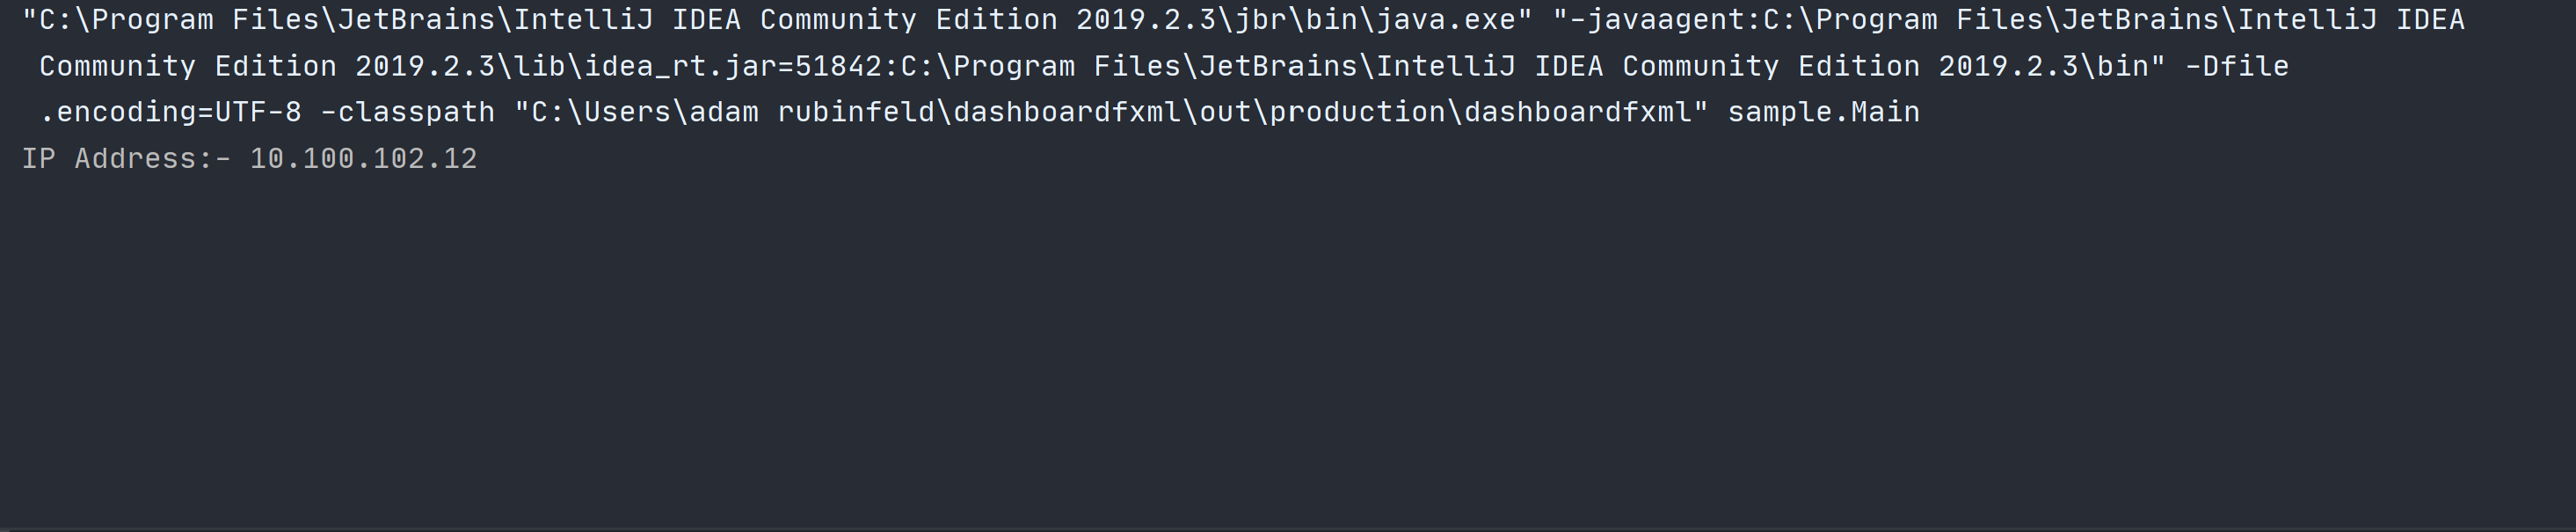 "C:\Program Files\JetBrains\IntelliJ IDEA Community Edition 2019.2.3\jbr\bin\java.exe" "-javaagent:C:\Program Files\JetBrains\IntelliJ IDEA
Community Edition 2019.2.3\lib\idea_rt.jar=51842:C:\Program Files\JetBrains\IntelliJ IDEA Community Edition 2019.2.3\bin" -Dfile
.encoding=UTF-8 -classpath "C:\Users\adam rubinfeld\dashboardfxml\out\production\dashboardfxml" sample.Main
IP Address:- 10.100.102.12